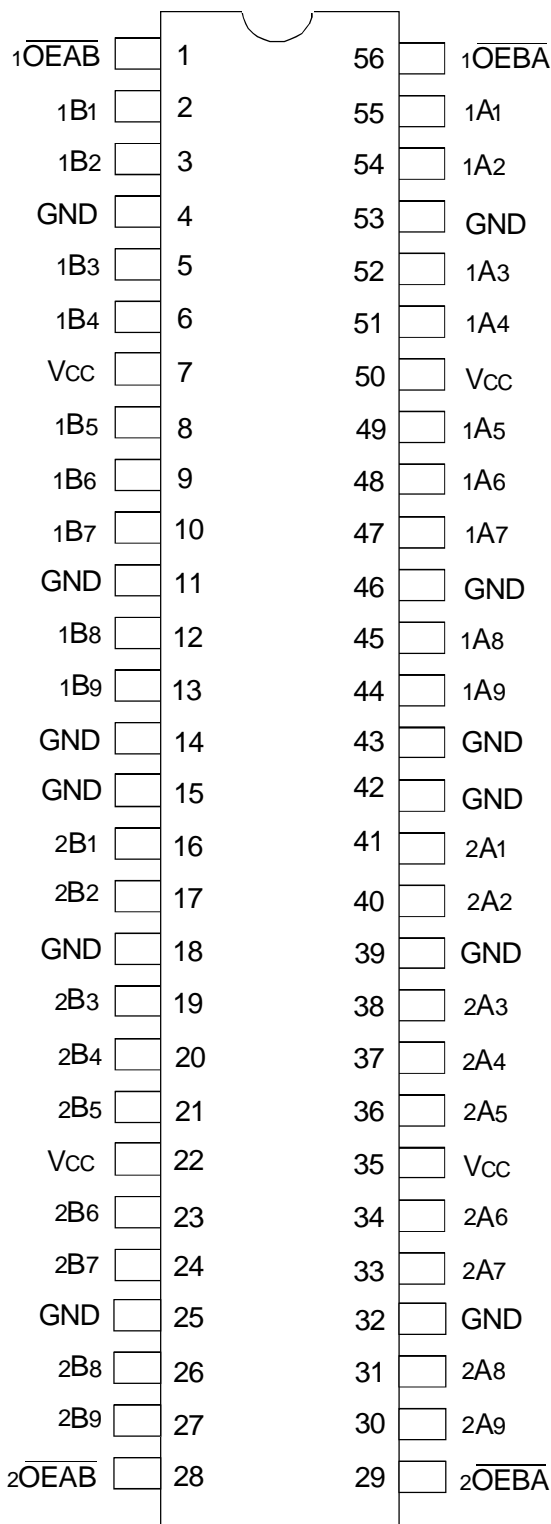 1OEAB 1 56 1OEBA
1B1 2 55 1A1
1B2 3 54 1A2
GND 4 53 GND
1B3 5 52 1A3
1B4 6 51 1A4
VCC 7 50 VCC
1B5 8 49 1A5
1B6 9 48 1A6
1B7 10 47 1A7
GND 11 46 GND
1B8 12 45 1A8
1B9 13 44 1A9
GND 14 43 GND
GND 15 42 GND
2B1 16 41 2A1
2B2 17 40 2A2
GND 18 39 GND
2B3 19 38 2A3
2B4 20 37 2A4
2B5 21 36 2A5
VCC 22 35 VCC
2B6 23 34 2A6
2B7 24 33 2A7
GND 25 32 GND
2B8 26 31 2A8
2B9 27 30 2A9
2OEAB 28 29 2OEBA